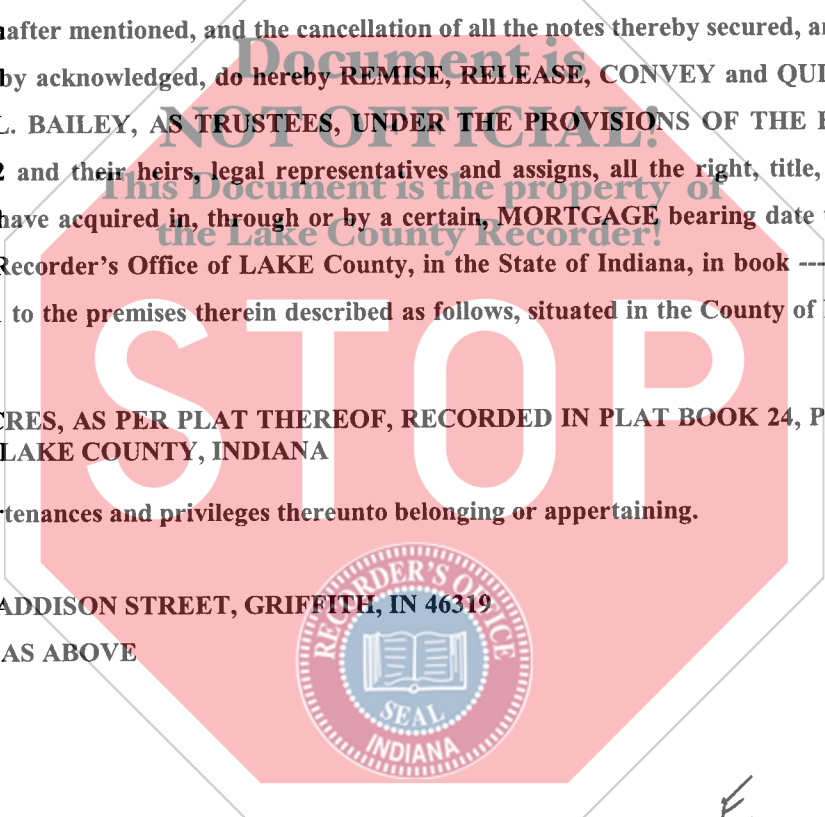 after mentioned, and the cancellation of all the notes thereby secured,
Document is
by acknowledged, do hereby REMISE, RELEASE, CONVEY and QUI
NOT OFFICIAL!
L. BAILEY, AS TRUSTEES, UNDER THE PROVISIONS OF THE
2 and their heirs, legal representatives and assigns, all the right, title,
This Document is the property of
have acquired in, through or by a certain, MORTGAGE bearing date
the Lake County Recorder!
Recorder's Office of LAKE County, in the State of Indiana, in book ---
to the premises therein described as follows, situated in the County of
STOP
CRES, AS PER PLAT THEREOF, RECORDED IN PLAT BOOK 24, P
LAKE COUNTY, INDIANA
rtenances and privileges thereunto belonging or appertaining.
ADDISON STREET, GRIFFITH, IN 46319
AS ABOVE
RECORDER'S OFFICE
SEAL
INDIANA